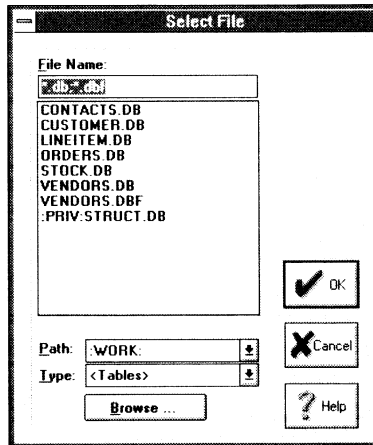 Select File
File Name:
*.db;*.dbf
CONTACTS.DB
CUSTOMER.DB
LINEITEM.DB
ORDERS.DB
STOCK.DB
VENDORS.DB
VENDORS.DBF
:PRIV:STRUCT.DB
OK
Path: :WORK:
Cancel
Type: <Tables>
Browse ...
Help